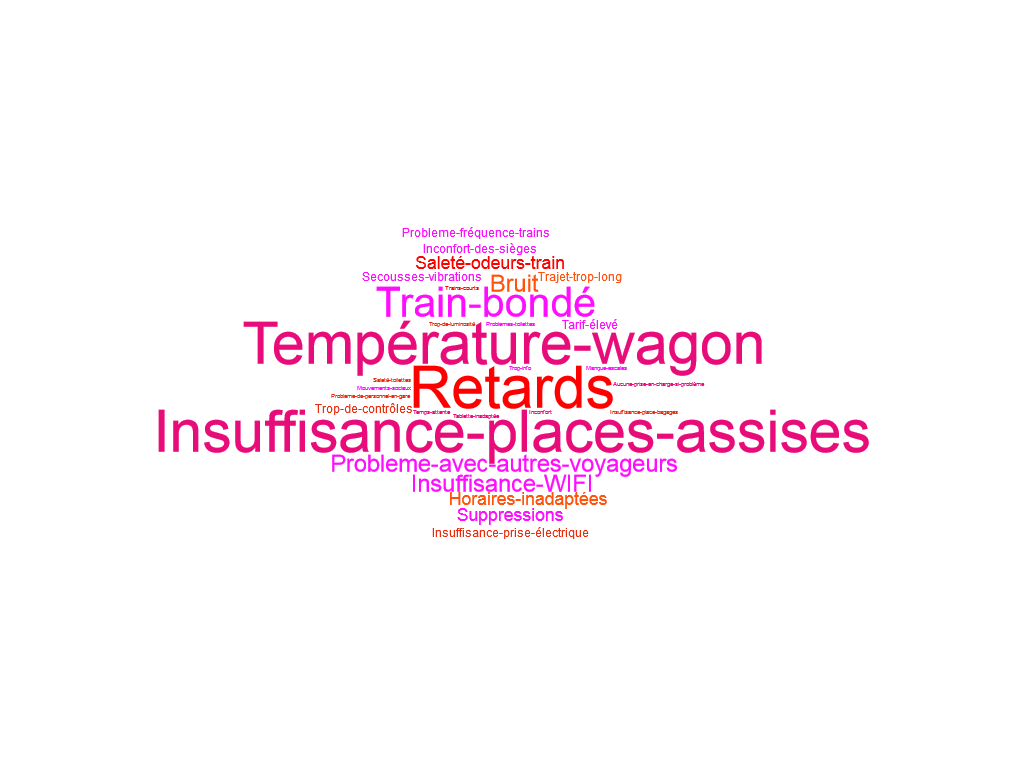 Probleme-fréquence-trains
Inconfort-des-sièges
Saleté-odeurs-train
Secousses-vibrations
Bruit
Trajet-trop-long
Trains-courts
Train-bondé
Trop-de-luminosité
Problemes-toilettes
Tarif-élevé
Température-wagon
Trop-info
Manque-escales
Retards
Saleté-toilettes
Aucune-prise-en-charge-si-problème
Mouvements-sociaux
Probleme-de-personnel-en-gare
Trop-de-contrôles
Temps-attente
Tablette-inadaptée
Inconfort
Insuffisance-place-bagages
Insuffisance-places-assises
Probleme-avec-autres-voyageurs
Insuffisance-WIFI
Horaires-inadaptées
Suppressions
Insuffisance-prise-électrique